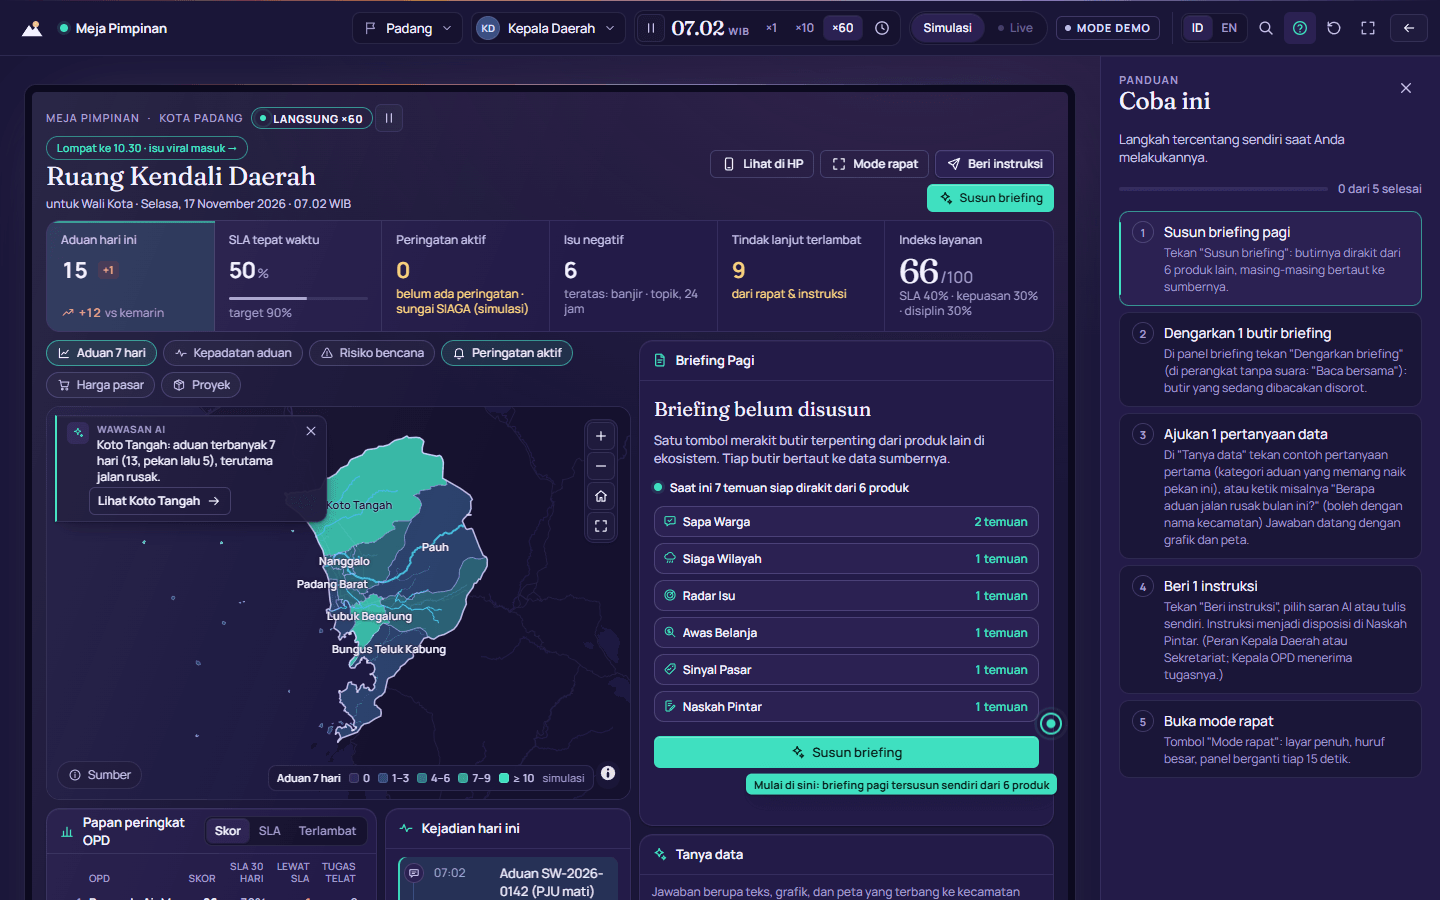 Meja Pimpinan
Padang
KD Kepala Daerah
07.02 WIB
×1 ×10 ×60
Simulasi Live
MODE DEMO
ID EN
MEJA PIMPINAN · KOTA PADANG
LANGSUNG ×60
Lompat ke 10.30 · isu viral masuk →
Ruang Kendali Daerah
untuk Wali Kota · Selasa, 17 November 2026 · 07.02 WIB
Lihat di HP
Mode rapat
Beri instruksi
Susun briefing
Aduan hari ini
15 +1
+12 vs kemarin
SLA tepat waktu
50%
target 90%
Peringatan aktif
0
belum ada peringatan ·
sungai SIAGA (simulasi)
Isu negatif
6
teratas: banjir · topik, 24
jam
Tindak lanjut terlambat
9
dari rapat & instruksi
Indeks layanan
66/100
SLA 40% · kepuasan 30%
· disiplin 30%
Aduan 7 hari
Kepadatan aduan
Risiko bencana
Peringatan aktif
Harga pasar
Proyek
WAWASAN AI
Koto Tangah: aduan terbanyak 7
hari (13, pekan lalu 5), terutama
jalan rusak.
Lihat Koto Tangah →
Koto Tangah
Pauh
Nanggalo
Padang Barat
Lubuk Begalung
Bungus Teluk Kabung
Sumber
Aduan 7 hari 0 1–3 4–6 7–9 ≥ 10 simulasi
Briefing Pagi
Briefing belum disusun
Satu tombol merakit butir terpenting dari produk lain di
ekosistem. Tiap butir bertaut ke data sumbernya.
Saat ini 7 temuan siap dirakit dari 6 produk
Sapa Warga 2 temuan
Siaga Wilayah 1 temuan
Radar Isu 1 temuan
Awas Belanja 1 temuan
Sinyal Pasar 1 temuan
Naskah Pintar 1 temuan
Susun briefing
Mulai di sini: briefing pagi tersusun sendiri dari 6 produk
Papan peringkat
OPD
Skor SLA Terlambat
OPD SKOR SLA 30 HARI LEWAT SLA TUGAS TELAT
Kejadian hari ini
07:02 Aduan SW-2026-
0142 (PJU mati)
Tanya data
Jawaban berupa teks, grafik, dan peta yang terbang ke kecamatan
PANDUAN
Coba ini
Langkah tercentang sendiri saat Anda
melakukannya.
0 dari 5 selesai
1 Susun briefing pagi
Tekan "Susun briefing": butirnya dirakit dari
6 produk lain, masing-masing bertaut ke
sumbernya.
2 Dengarkan 1 butir briefing
Di panel briefing tekan "Dengarkan briefing"
(di perangkat tanpa suara: "Baca bersama"):
butir yang sedang dibacakan disorot.
3 Ajukan 1 pertanyaan data
Di "Tanya data" tekan contoh pertanyaan
pertama (kategori aduan yang memang naik
pekan ini), atau ketik misalnya "Berapa
aduan jalan rusak bulan ini?" (boleh dengan
nama kecamatan) Jawaban datang dengan
grafik dan peta.
4 Beri 1 instruksi
Tekan "Beri instruksi", pilih saran AI atau tulis
sendiri. Instruksi menjadi disposisi di Naskah
Pintar. (Peran Kepala Daerah atau
Sekretariat; Kepala OPD menerima
tugasnya.)
5 Buka mode rapat
Tombol "Mode rapat": layar penuh, huruf
besar, panel berganti tiap 15 detik.